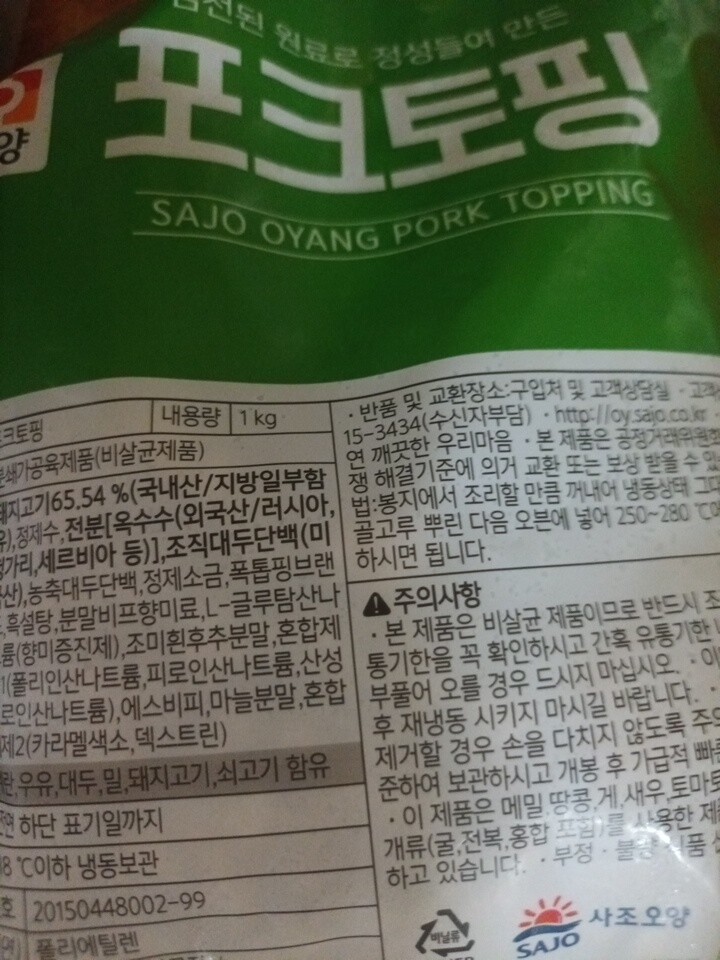 엄선된 원료로 정성들여 만든
양
포크토핑
SAJO OYANG PORK TOPPING
크토핑
내용량
1 kg
쇄가공육제품(비살균제품)
돼지고기65.54 %(국내산/지방일부함
유),정제수,전분[옥수수(외국산/러시아,
헝가리,세르비아 등)],조직대두단백(미
산),농축대두단백,정제소금,폭톱핑브랜
,흑설탕,분말비프향미료,L-글루탐산나
륨(향미증진제),조미흰후추분말,혼합제
1(폴리인산나트륨,피로인산나트륨,산성
로인산나트륨),에스비피,마늘분말,혼합
제2(카라멜색소,덱스트린)
란,우유,대두,밀,돼지고기,쇠고기 함유
하단 표기일까지
18 ℃이하 냉동보관
호
20150448002-99
폴리에틸렌
· 반품 및 교환장소:구입처 및 고객상담실 · 고객
15-3434(수신자부담) · http://oy.sajo.co.kr
연 깨끗한 우리마음 · 본 제품은 공정거래위원회
쟁 해결기준에 의거 교환 또는 보상 받을 수 있
법:봉지에서 조리할 만큼 꺼내어 냉동상태 그대
골고루 뿌린 다음 오븐에 넣어 250~280 ℃에
하시면 됩니다.
주의사항
· 본 제품은 비살균 제품이므로 반드시 조
통기한을 꼭 확인하시고 간혹 유통기한
부풀어 오를 경우 드시지 마십시오.
후 재냉동 시키지 마시길 바랍니다. ·
제거할 경우 손을 다치지 않도록 주의
준하여 보관하시고 개봉 후 가급적 빠
· 이 제품은 메밀,땅콩,게,새우,토마토
개류(굴,전복,홍합 포함)를 사용한 제
하고 있습니다. · 부정 · 불량 식품
비닐류
SAJO
사조오양